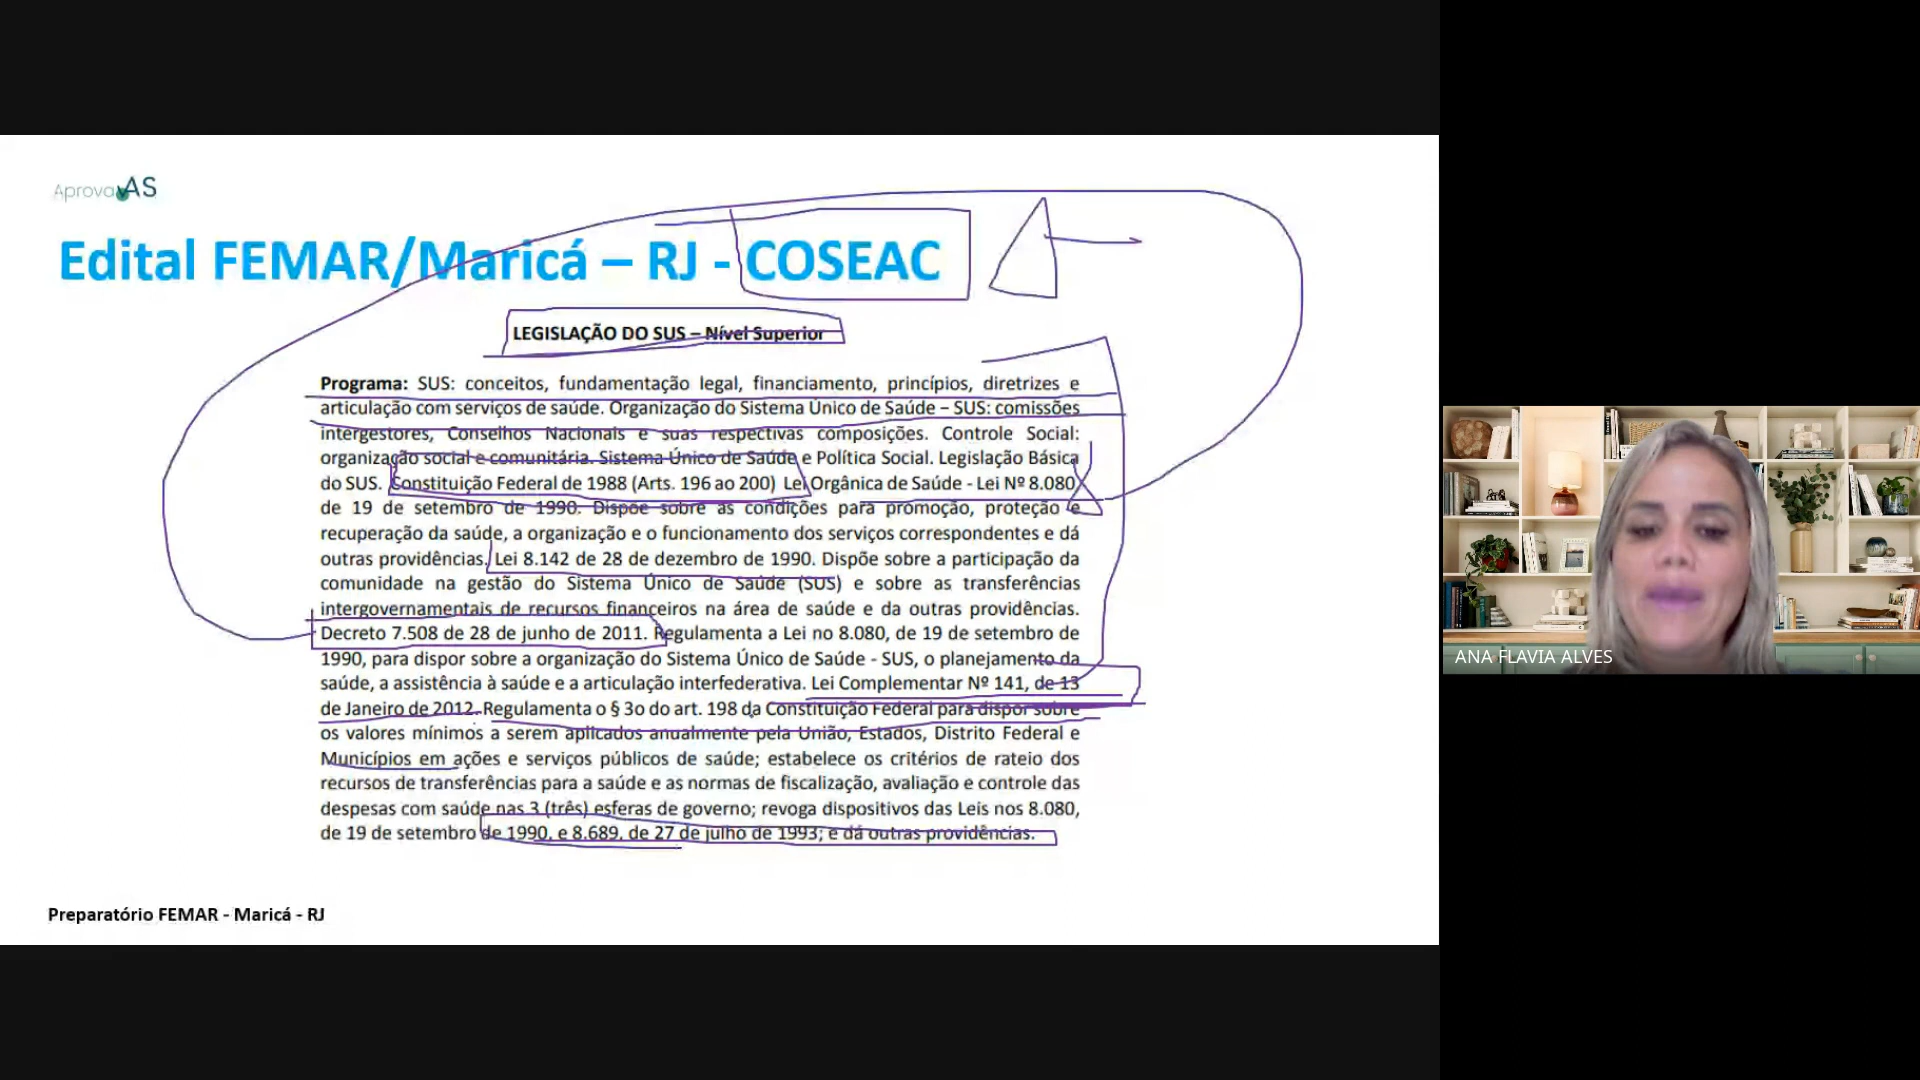 AprovaAS
Edital FEMAR/Maricá – RJ - COSEAC
LEGISLAÇÃO DO SUS – Nível Superior
Programa: SUS: conceitos, fundamentação legal, financiamento, princípios, diretrizes e
articulação com serviços de saúde. Organização do Sistema Único de Saúde – SUS: comissões
intergestores, Conselhos Nacionais e suas respectivas composições. Controle Social:
organização social e comunitária. Sistema Único de Saúde e Política Social. Legislação Básica
do SUS. Constituição Federal de 1988 (Arts. 196 ao 200) Lei Orgânica de Saúde - Lei Nº 8.080,
de 19 de setembro de 1990. Dispõe sobre as condições para promoção, proteção e
recuperação da saúde, a organização e o funcionamento dos serviços correspondentes e dá
outras providências. Lei 8.142 de 28 de dezembro de 1990. Dispõe sobre a participação da
comunidade na gestão do Sistema Único de Saúde (SUS) e sobre as transferências
intergovernamentais de recursos financeiros na área de saúde e da outras providências.
Decreto 7.508 de 28 de junho de 2011. Regulamenta a Lei no 8.080, de 19 de setembro de
1990, para dispor sobre a organização do Sistema Único de Saúde - SUS, o planejamento da
saúde, a assistência à saúde e a articulação interfederativa. Lei Complementar Nº 141, de 13
de Janeiro de 2012. Regulamenta o § 3o do art. 198 da Constituição Federal para dispor sobre
os valores mínimos a serem aplicados anualmente pela União, Estados, Distrito Federal e
Municípios em ações e serviços públicos de saúde; estabelece os critérios de rateio dos
recursos de transferências para a saúde e as normas de fiscalização, avaliação e controle das
despesas com saúde nas 3 (três) esferas de governo; revoga dispositivos das Leis nos 8.080,
de 19 de setembro de 1990, e 8.689, de 27 de julho de 1993; e dá outras providências.
Preparatório FEMAR - Maricá - RJ
ANA FLAVIA ALVES